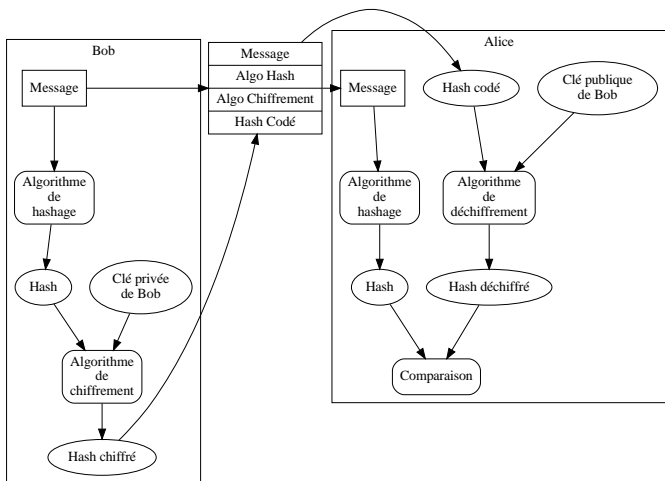 Bob
Message
Algorithme
de
hashage
Hash
Clé privée
de Bob
Algorithme
de
chiffrement
Hash chiffré
Message
Algo Hash
Algo Chiffrement
Hash Codé
Alice
Message
Hash codé
Clé publique
de Bob
Algorithme
de
hashage
Algorithme
de
déchiffrement
Hash
Hash déchiffré
Comparaison